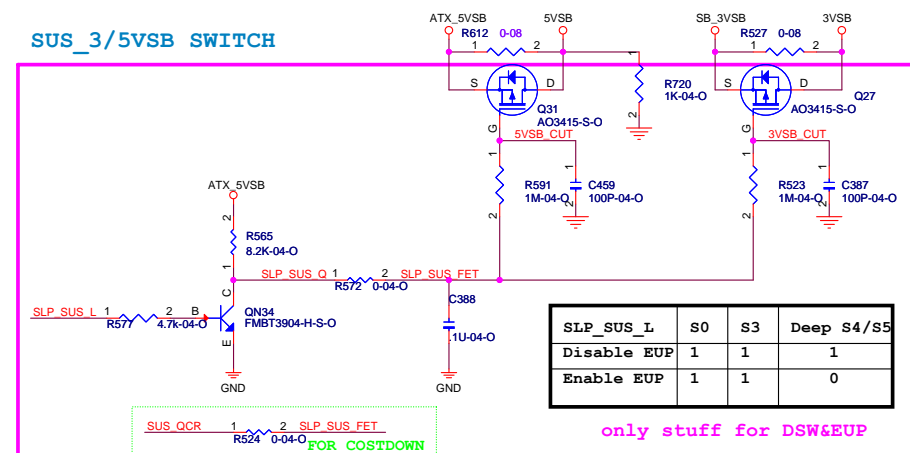 SUS_3/5VSB SWITCH
ATX_5VSB 5VSB
R612 0-08
1 2
S D
Q31
AO3415-S-O
G
5VSB_CUT
1
R720
1K-04-O
2
SB_3VSB 3VSB
R527 0-08
1 2
S D
Q27
AO3415-S-O
G
3VSB_CUT
1
R591
1M-04-O
2
1
C459
100P-04-O
2
1
R523
1M-04-O
2
1
C387
100P-04-O
2
ATX_5VSB
2
R565
8.2K-04-O
1
SLP_SUS_Q 1 2 SLP_SUS_FET
R572 0-04-O
C
SLP_SUS_L 1 2 B
R577 4.7k-04-O
QN34
FMBT3904-H-S-O
E
GND
C388
.1U-04-O
GND
SLP_SUS_L S0 S3 Deep S4/S5
Disable EUP 1 1 1
Enable EUP 1 1 0
only stuff for DSW&EUP
SUS_QCR 1 2 SLP_SUS_FET
R524 0-04-O
FOR COSTDOWN